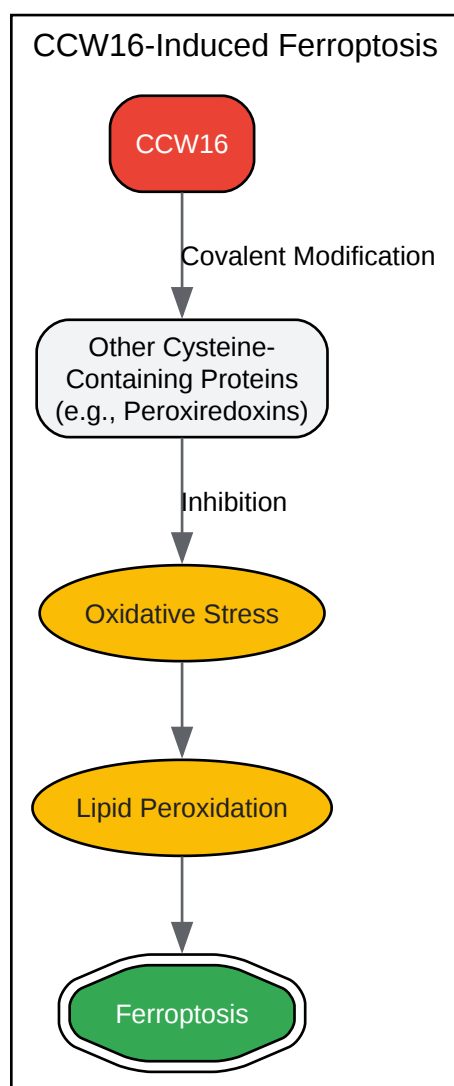 CCW16-Induced Ferroptosis
CCW16
Covalent Modification
Other Cysteine-
Containing Proteins
(e.g., Peroxiredoxins)
Inhibition
Oxidative Stress
Lipid Peroxidation
Ferroptosis